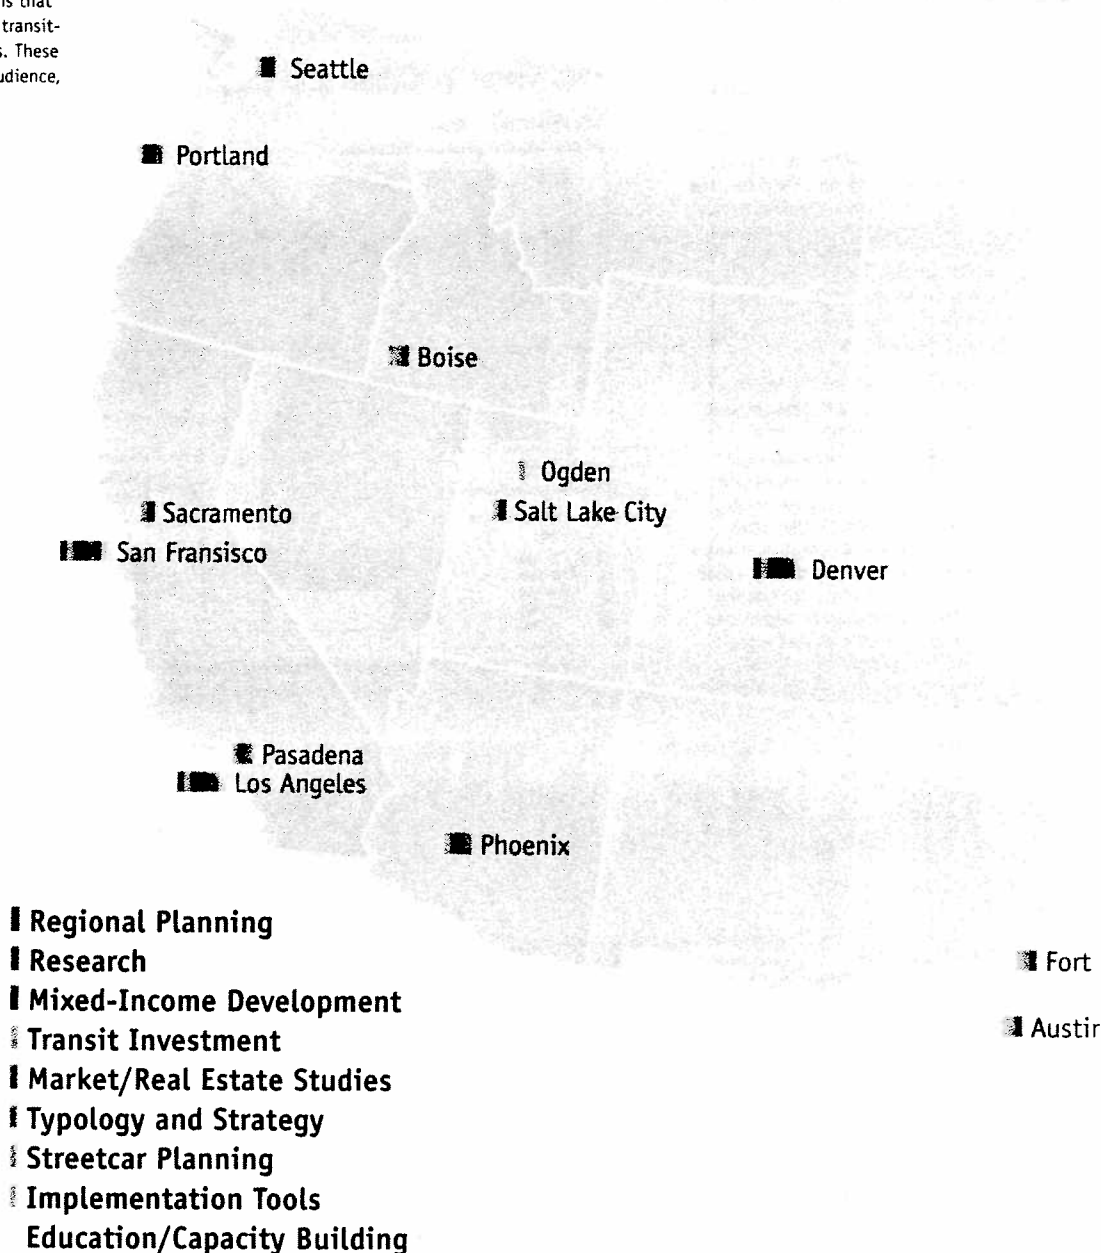 is that
transit-
s. These
udience,
Seattle
Portland
Boise
Ogden
Sacramento
Salt Lake City
San Fransisco
Denver
Pasadena
Los Angeles
Phoenix
Regional Planning
Research
Mixed-Income Development
Transit Investment
Market/Real Estate Studies
Typology and Strategy
Streetcar Planning
Implementation Tools
Education/Capacity Building
Fort
Austin